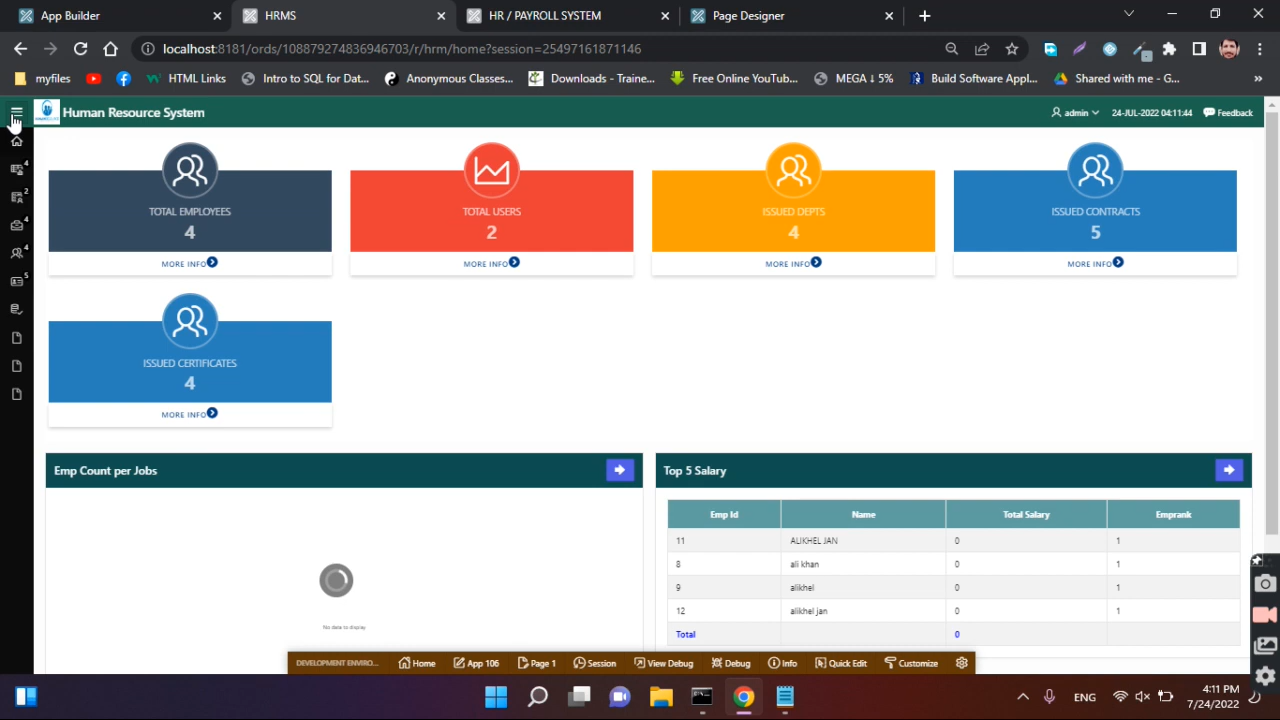 App Builder
HRMS
HR / PAYROLL SYSTEM
Page Designer
localhost:8181/ords/108879274836946703/r/hrm/home?session=25497161871146
myfiles
HTML Links
Intro to SQL for Dat...
Anonymous Classes...
Downloads - Traine...
Free Online YouTub...
MEGA ↓ 5%
Build Software Appl...
Shared with me - G...
Human Resource System
admin
24-JUL-2022 04:11:44
Feedback
4
2
4
4
5
TOTAL EMPLOYEES
4
MORE INFO
TOTAL USERS
2
MORE INFO
ISSUED DEPTS
4
MORE INFO
ISSUED CONTRACTS
5
MORE INFO
ISSUED CERTIFICATES
4
MORE INFO
Emp Count per Jobs
No data to display
Top 5 Salary
Emp Id Name Total Salary Emprank
11 ALIKHEL JAN 0 1
8 ali khan 0 1
9 alikhel 0 1
12 alikhel jan 0 1
Total 0
DEVELOPMENT ENVIRO...
Home
App 106
Page 1
Session
View Debug
Debug
Info
Quick Edit
Customize
ENG
4:11 PM
7/24/2022